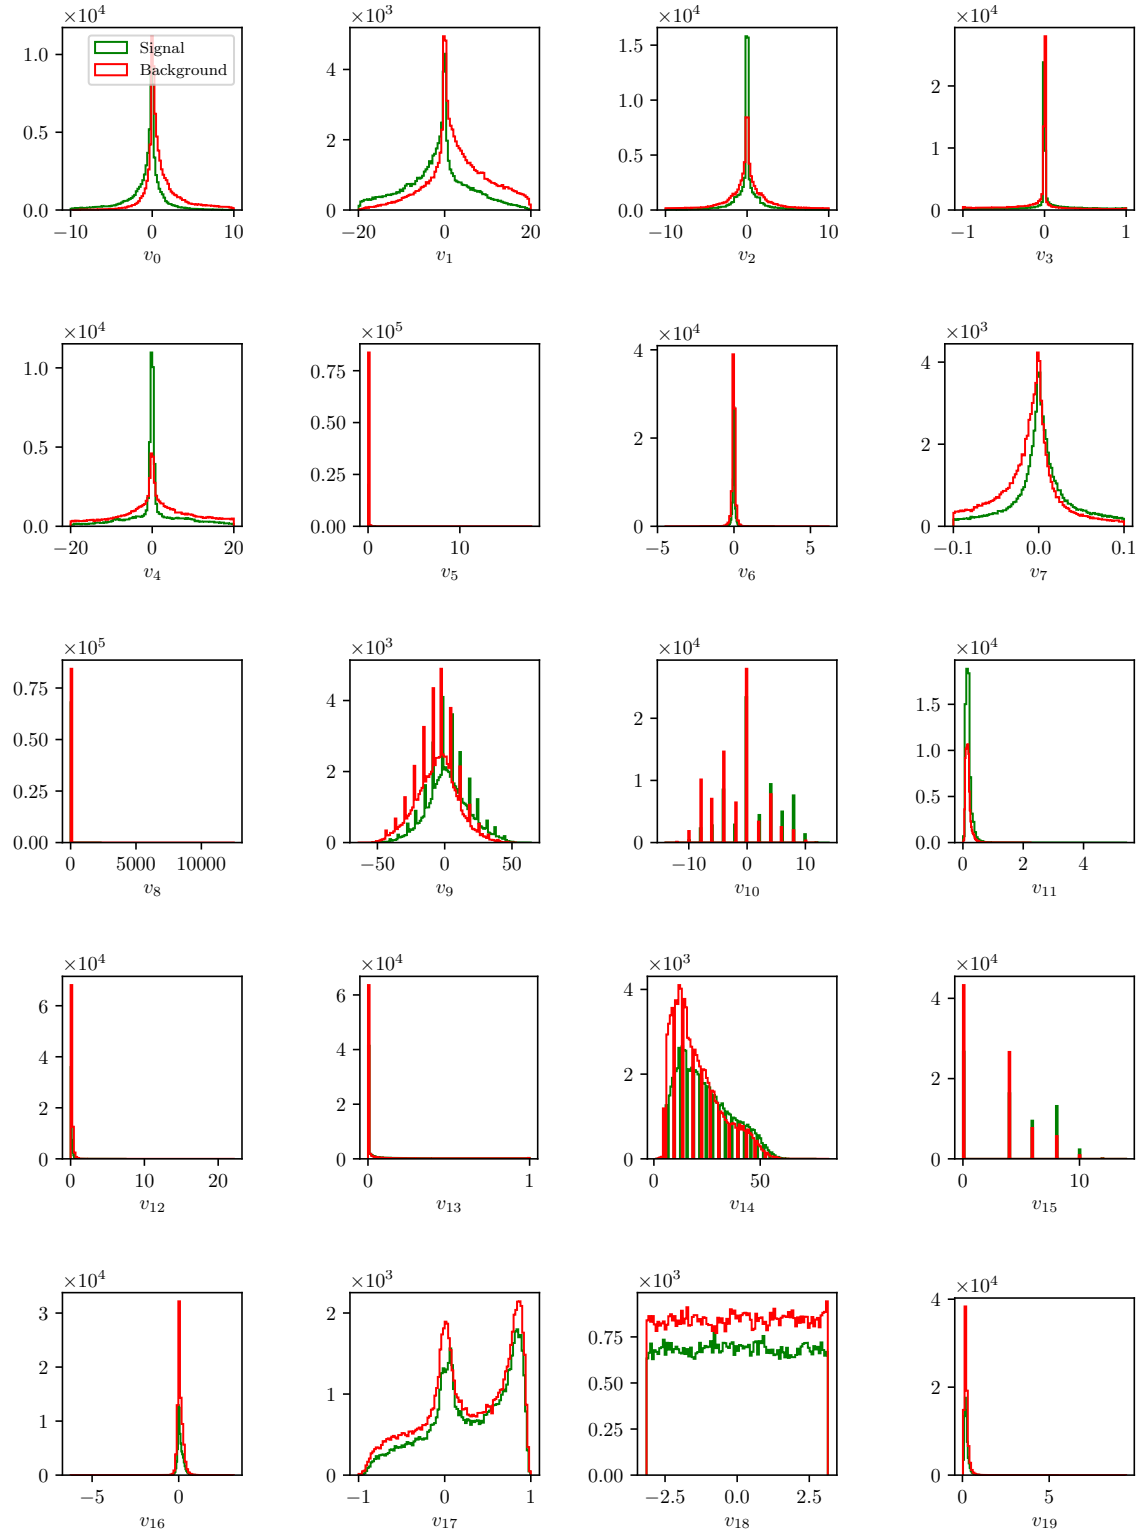 ×10⁴ ×10³ ×10⁴ ×10⁴
Signal
Background
1.0 0.5 0.0
4 2 0
1.5 1.0 0.5 0.0
2 1 0
−10 0 10 −20 0 20 −10 0 10 −1 0 1
v₀ v₁ v₂ v₃
×10⁴ ×10⁵ ×10⁴ ×10³
1.0 0.5 0.0
0.75 0.50 0.25 0.00
4 2 0
4 2 0
−20 0 20 0 10 −5 0 5 −0.1 0.0 0.1
v₄ v₅ v₆ v₇
×10⁵ ×10³ ×10⁴ ×10⁴
0.75 0.50 0.25 0.00
4 2 0
2 1 0
1.5 1.0 0.5 0.0
0 5000 10000 −50 0 50 −10 0 10 0 2 4
v₈ v₉ v₁₀ v₁₁
×10⁴ ×10⁴ ×10³ ×10⁴
6 4 2 0
6 4 2 0
4 2 0
4 2 0
0 10 20 0 1 0 50 0 10
v₁₂ v₁₃ v₁₄ v₁₅
×10⁴ ×10³ ×10³ ×10⁴
3 2 1 0
2 1 0
0.75 0.50 0.25 0.00
4 2 0
−5 0 −1 0 1 −2.5 0.0 2.5 0 5
v₁₆ v₁₇ v₁₈ v₁₉